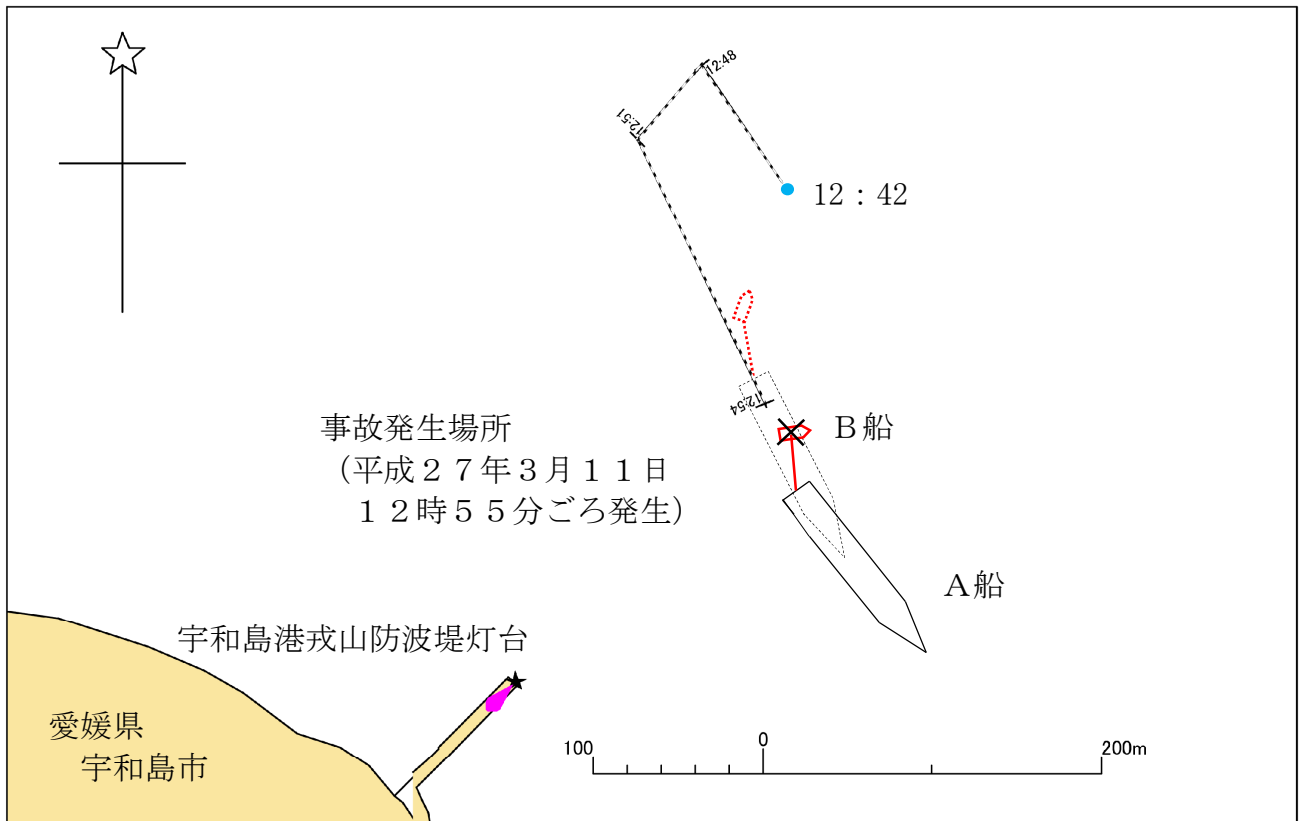 12:48
12:51
12：42
12:54
B船
事故発生場所
（平成２７年３月１１日
１２時５５分ごろ発生）
A船
宇和島港戎山防波堤灯台
愛媛県
宇和島市
100 0 200m